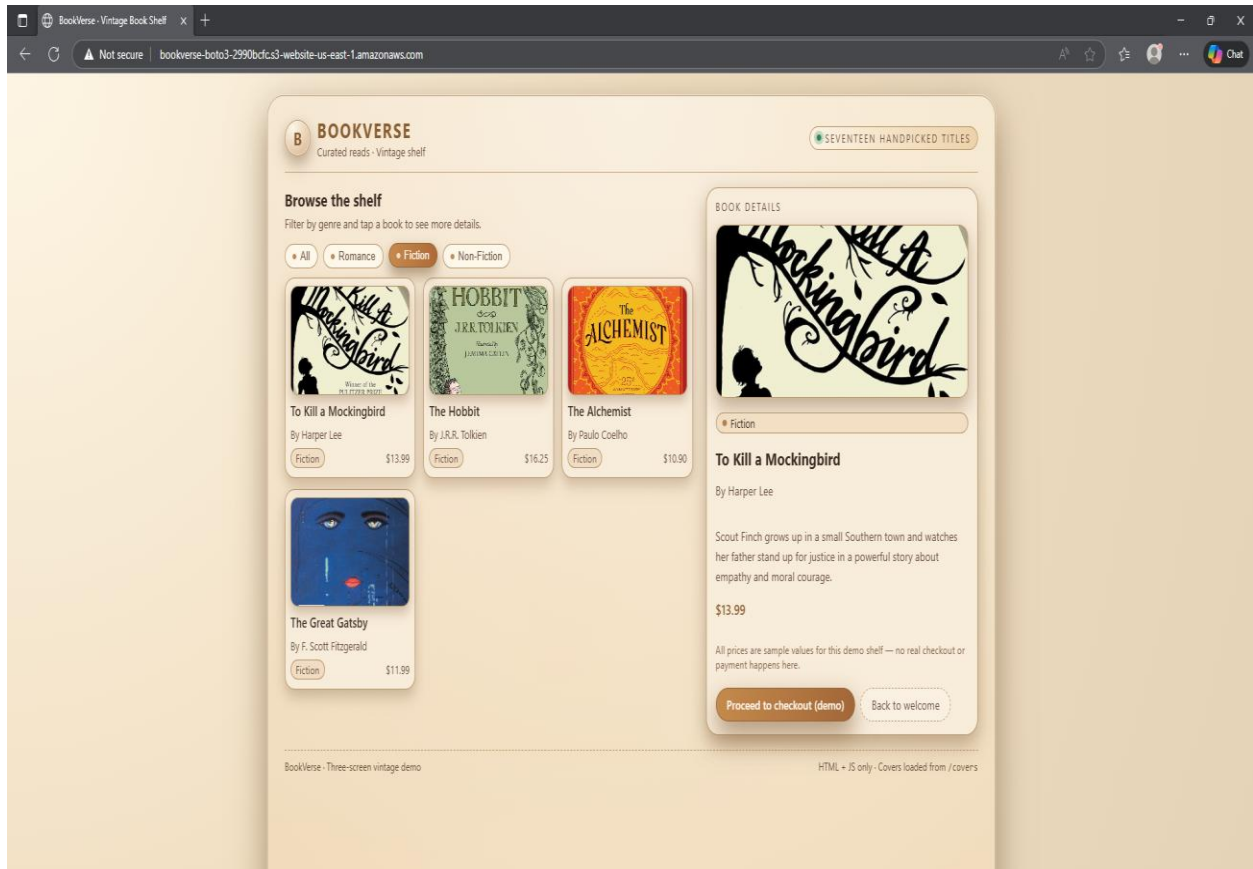 BookVerse · Vintage Book Shelf
Not secure
bookverse-boto3-2990bcfc.s3-website-us-east-1.amazonaws.com
Chat
B
BOOKVERSE
Curated reads · Vintage shelf
SEVENTEEN HANDPICKED TITLES
Browse the shelf
Filter by genre and tap a book to see more details.
All
Romance
Fiction
Non-Fiction
To Kill A
Mockingbird
Winner of the
PULITZER PRIZE
To Kill a Mockingbird
By Harper Lee
Fiction
$13.99
HOBBIT
J.R.R. TOLKIEN
The Hobbit
By J.R.R. Tolkien
Fiction
$16.25
The
ALCHEMIST
The Alchemist
By Paulo Coelho
Fiction
$10.90
The Great Gatsby
By F. Scott Fitzgerald
Fiction
$11.99
BOOK DETAILS
Kill A
Mockingbird
Fiction
To Kill a Mockingbird
By Harper Lee
Scout Finch grows up in a small Southern town and watches
her father stand up for justice in a powerful story about
empathy and moral courage.
$13.99
All prices are sample values for this demo shelf — no real checkout or
payment happens here.
Proceed to checkout (demo)
Back to welcome
BookVerse · Three-screen vintage demo
HTML + JS only · Covers loaded from /covers